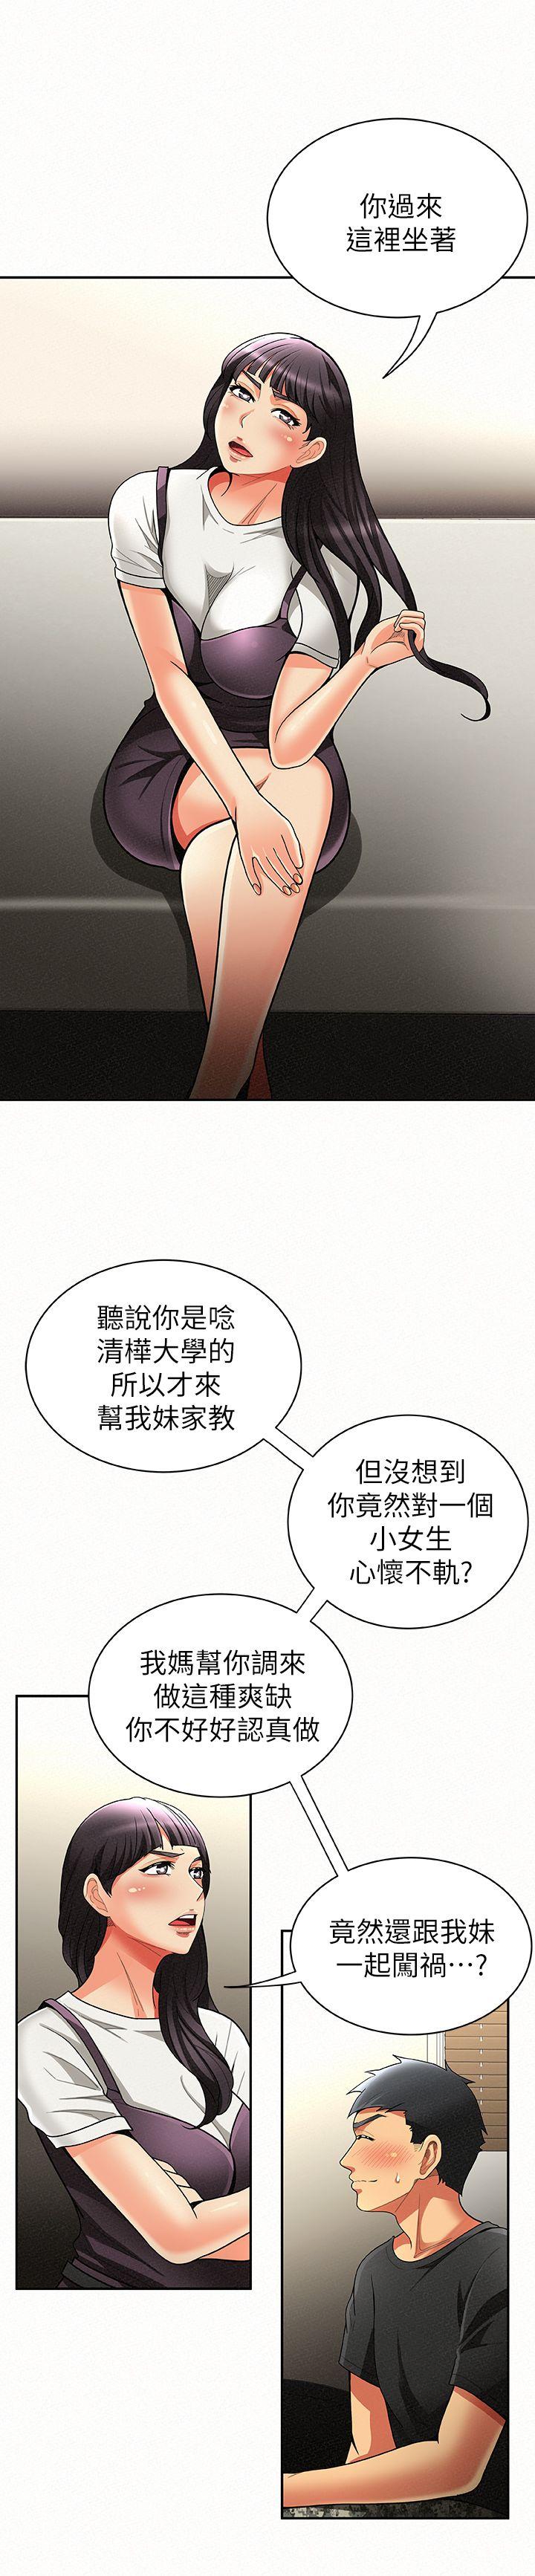 你過來
這裡坐著
聽說你是唸
清樺大學的
所以才來
幫我妹家教
但沒想到
你竟然對一個
小女生
心懷不軌?
我媽幫你調來
做這種爽缺
你不好好認真做
竟然還跟我妹
一起闖禍…?